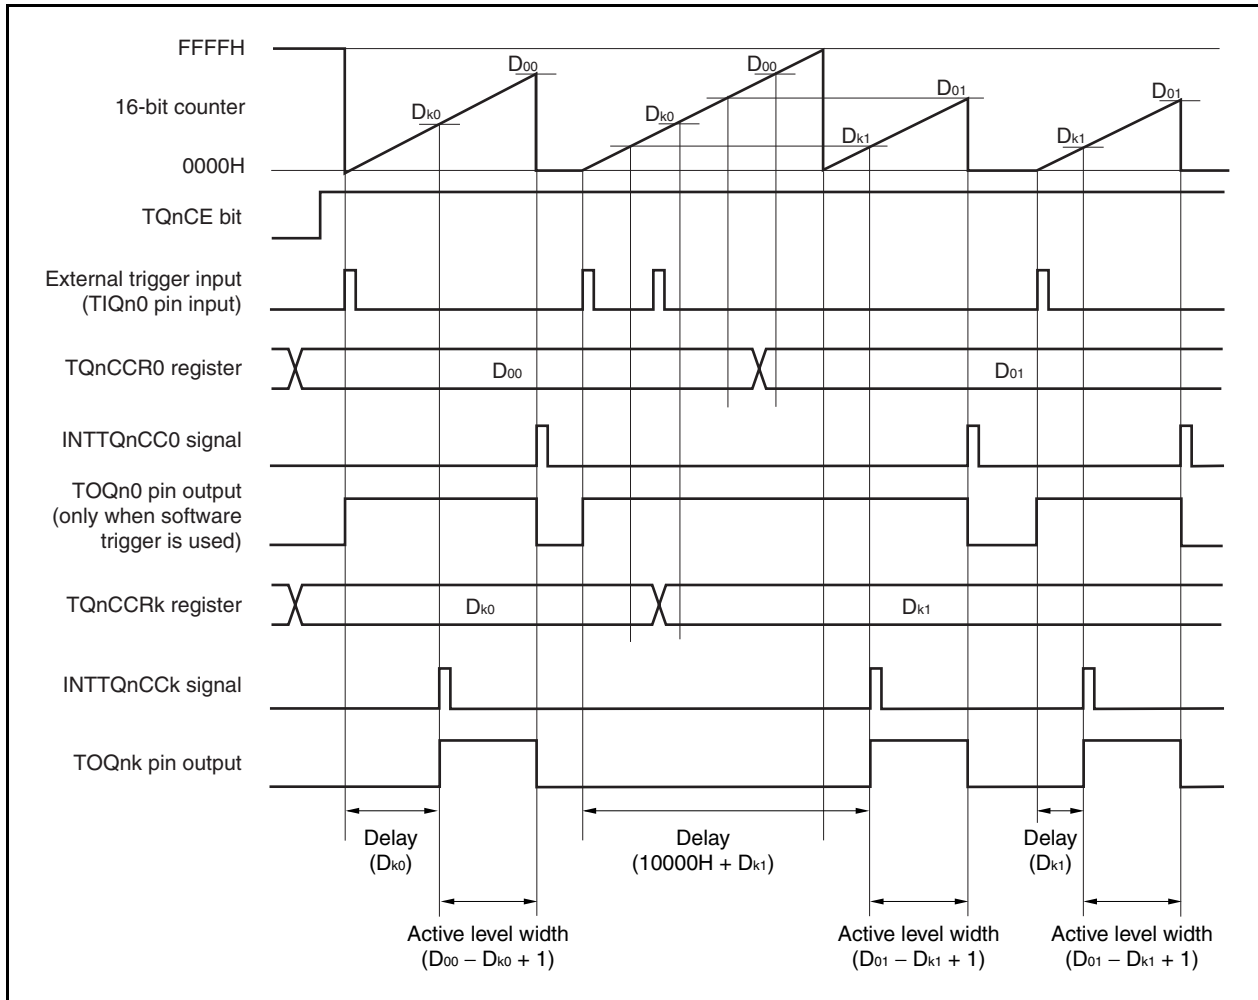 FFFFH
D00
D00
16-bit counter
Dk0
Dk0
D01
D01
Dk1
Dk1
0000H
TQnCE bit
External trigger input
(TIQn0 pin input)
TQnCCR0 register
D00
D01
INTTQnCC0 signal
TOQn0 pin output
(only when software
trigger is used)
TQnCCRk register
Dk0
Dk1
INTTQnCCk signal
TOQnk pin output
Delay
(Dk0)
Delay
(10000H + Dk1)
Delay
(Dk1)
Active level width
(D00 − Dk0 + 1)
Active level width
(D01 − Dk1 + 1)
Active level width
(D01 − Dk1 + 1)